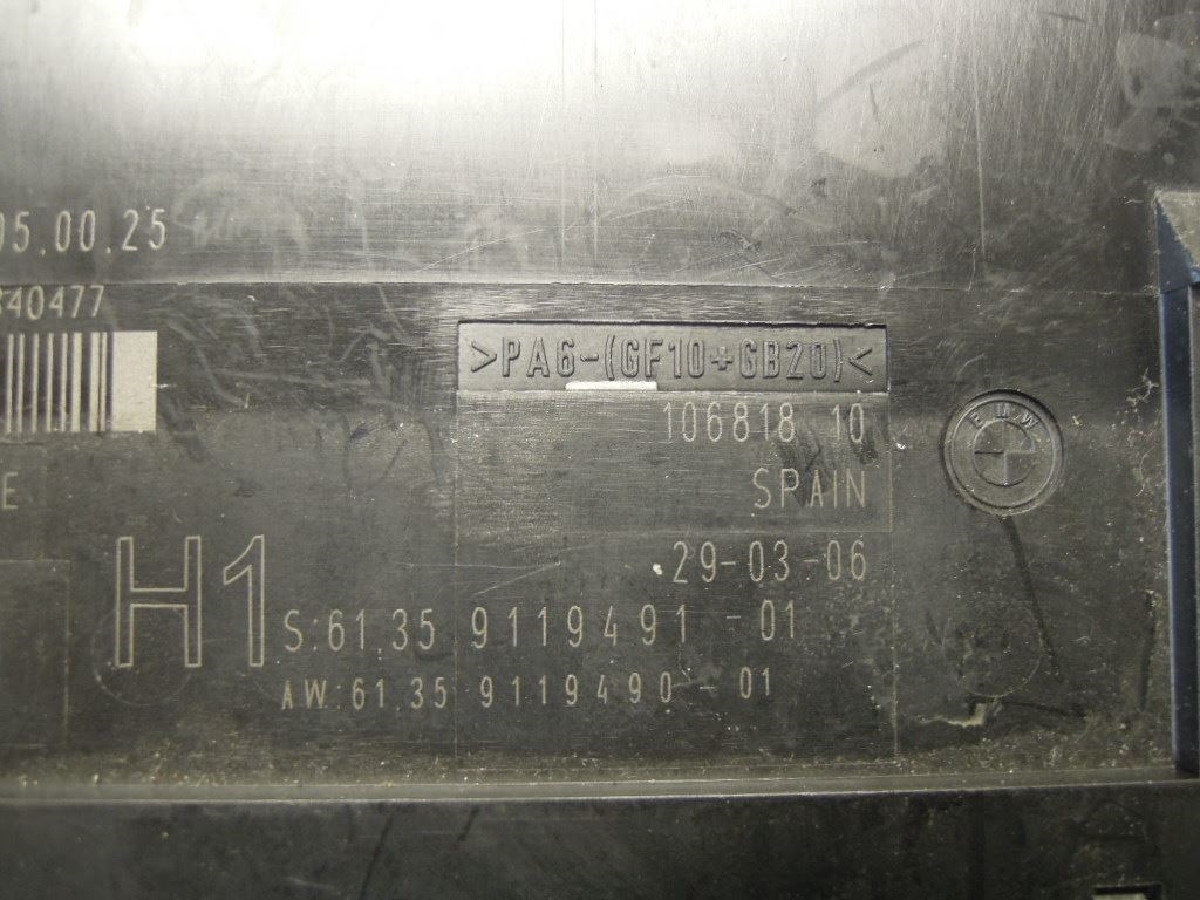 05.00.25
340477
>PA6-(GF10+GB20)<
106818 10
BMW
SPAIN
E
29-03-06
H1
S:61.35 9119491-01
AW:61.35 9119490-01